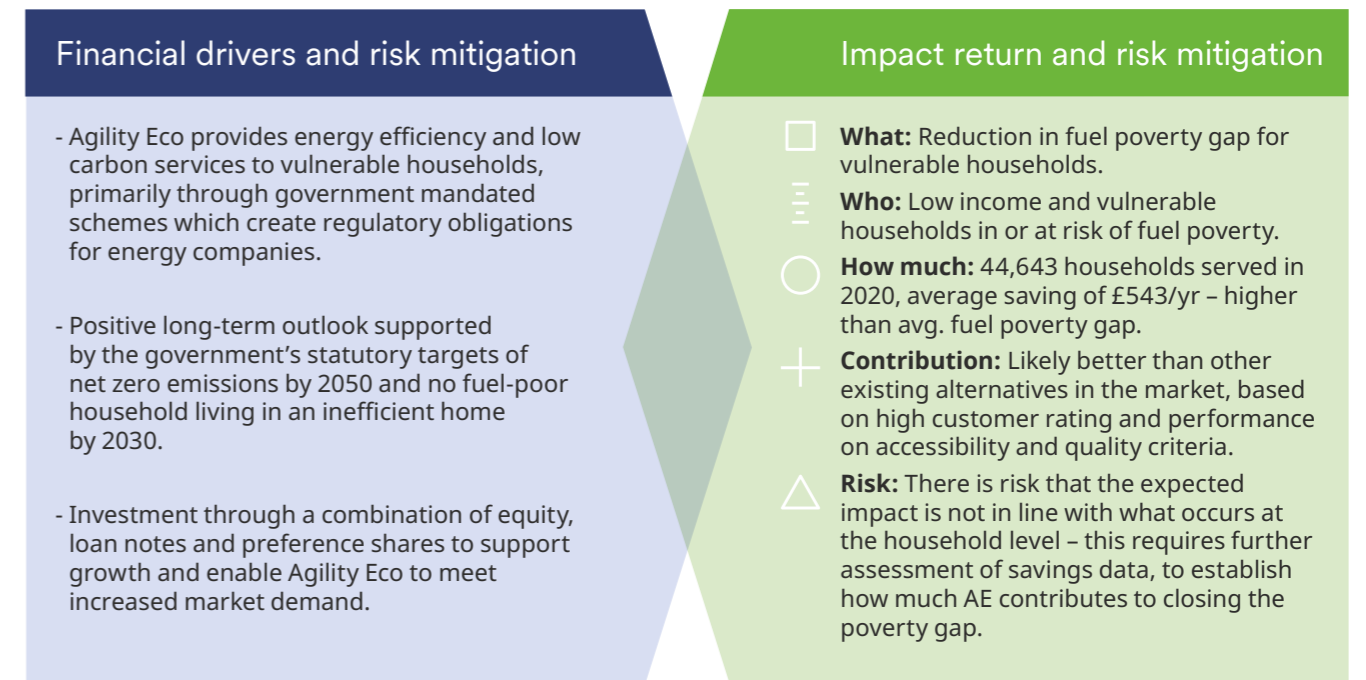 Financial drivers and risk mitigation
- Agility Eco provides energy efficiency and low
carbon services to vulnerable households,
primarily through government mandated
schemes which create regulatory obligations
for energy companies.
- Positive long-term outlook supported
by the government’s statutory targets of
net zero emissions by 2050 and no fuel-poor
household living in an inefficient home
by 2030.
- Investment through a combination of equity,
loan notes and preference shares to support
growth and enable Agility Eco to meet
increased market demand.
Impact return and risk mitigation
What: Reduction in fuel poverty gap for
vulnerable households.
Who: Low income and vulnerable
households in or at risk of fuel poverty.
How much: 44,643 households served in
2020, average saving of £543/yr – higher
than avg. fuel poverty gap.
Contribution: Likely better than other
existing alternatives in the market, based
on high customer rating and performance
on accessibility and quality criteria.
Risk: There is risk that the expected
impact is not in line with what occurs at
the household level – this requires further
assessment of savings data, to establish
how much AE contributes to closing the
poverty gap.